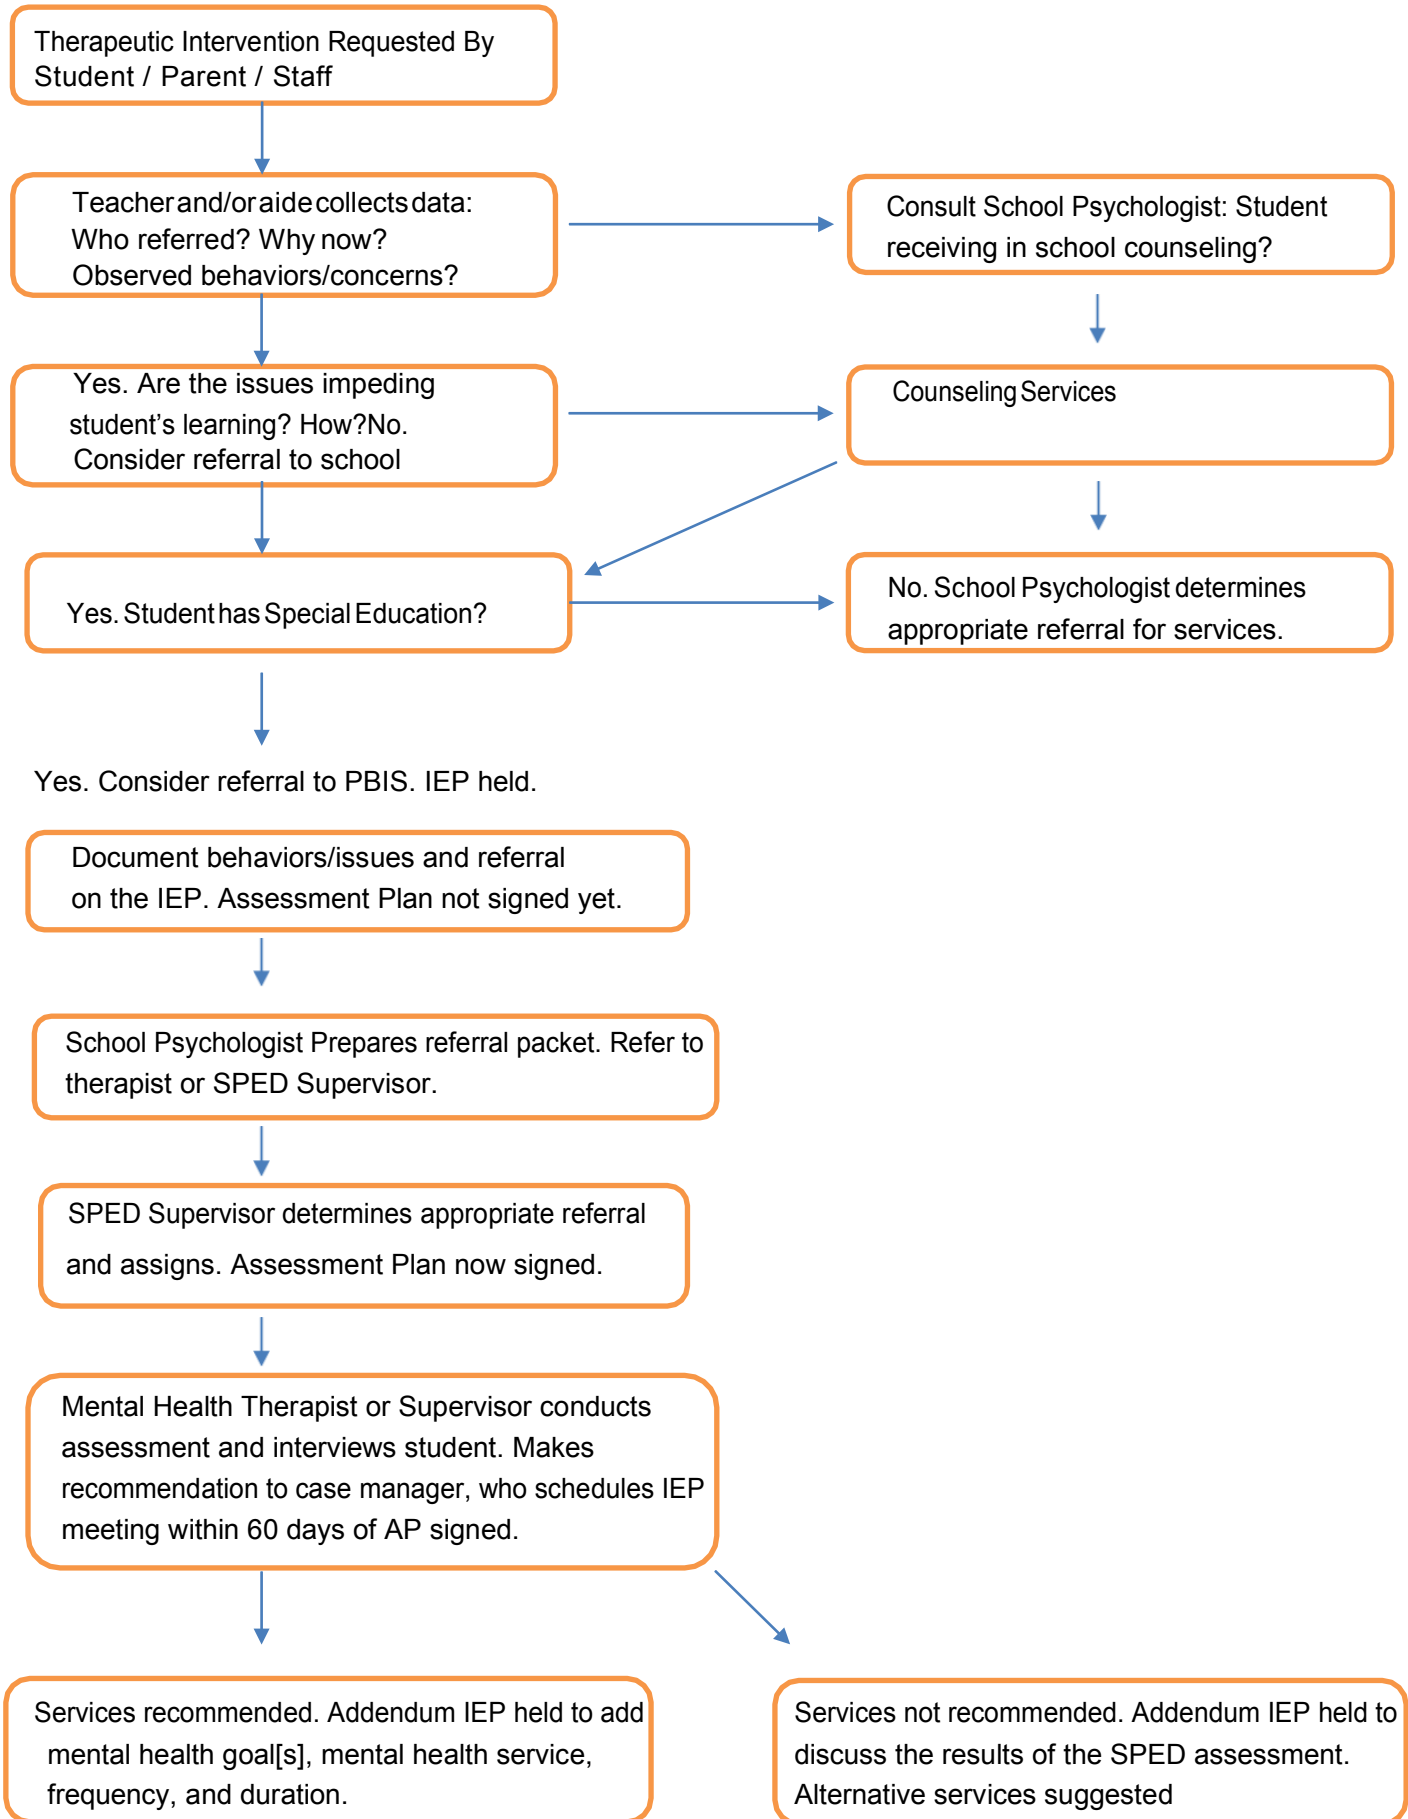 Therapeutic Intervention Requested By
Student / Parent / Staff
Teacher and/or aide collects data:
Who referred? Why now?
Observed behaviors/concerns?
Consult School Psychologist: Student
receiving in school counseling?
Yes. Are the issues impeding
student’s learning? How?No.
Consider referral to school
Counseling Services
Yes. Student has Special Education?
No. School Psychologist determines
appropriate referral for services.
Yes. Consider referral to PBIS. IEP held.
Document behaviors/issues and referral
on the IEP. Assessment Plan not signed yet.
School Psychologist Prepares referral packet. Refer to
therapist or SPED Supervisor.
SPED Supervisor determines appropriate referral
and assigns. Assessment Plan now signed.
Mental Health Therapist or Supervisor conducts
assessment and interviews student. Makes
recommendation to case manager, who schedules IEP
meeting within 60 days of AP signed.
Services recommended. Addendum IEP held to add
mental health goal[s], mental health service,
frequency, and duration.
Services not recommended. Addendum IEP held to
discuss the results of the SPED assessment.
Alternative services suggested